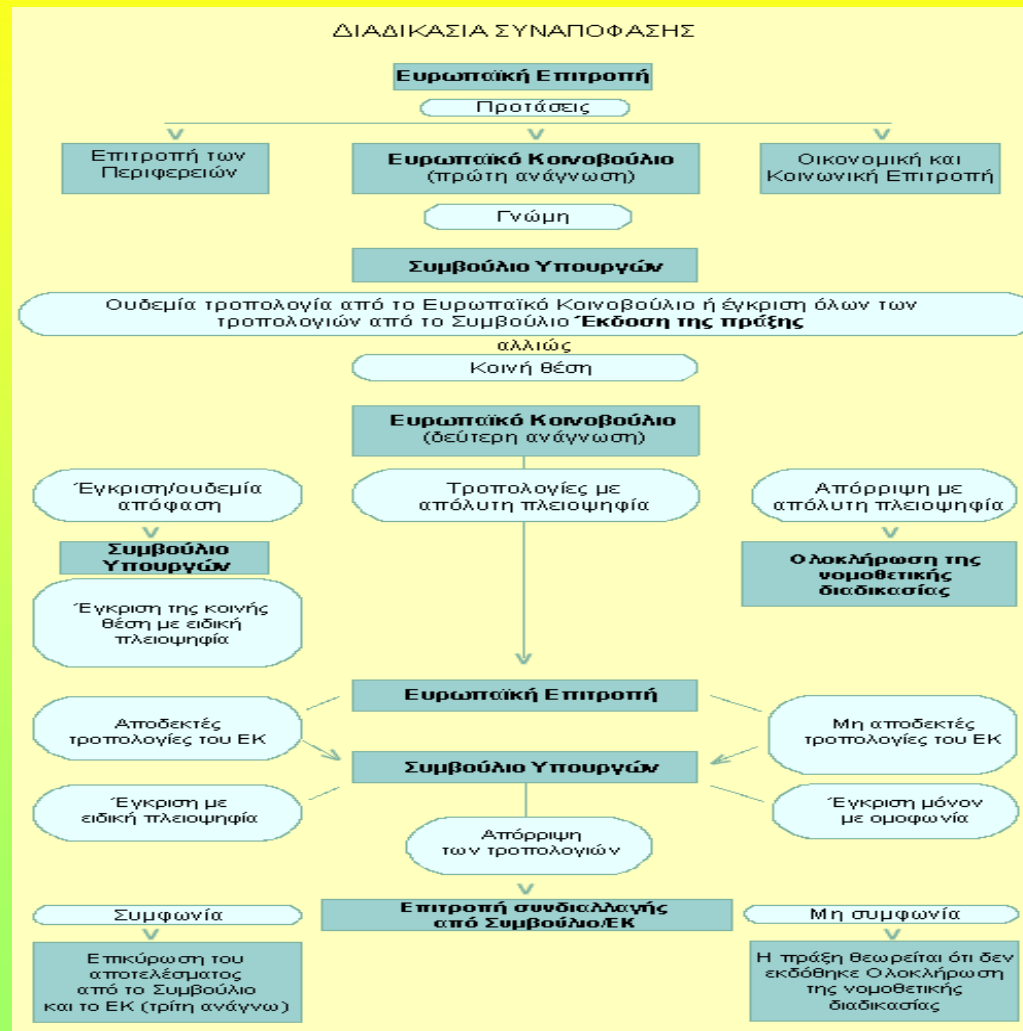 ΔΙΑΔΙΚΑΣΙΑ ΣΥΝΑΠΟΦΑΣΗΣ
Ευρωπαϊκή Επιτροπή
Προτάσεις
Επιτροπή των
Περιφερειών
Ευρωπαϊκό Κοινοβούλιο
(πρώτη ανάγνωση)
Οικονομική και
Κοινωνική Επιτροπή
Γνώμη
Συμβούλιο Υπουργών
Ουδεμία τροπολογία από το Ευρωπαϊκό Κοινοβούλιο ή έγκριση όλων των
τροπολογιών από το Συμβούλιο Έκδοση της πράξης
αλλιώς
Κοινή θέση
Ευρωπαϊκό Κοινοβούλιο
(δεύτερη ανάγνωση)
Έγκριση/ουδεμία
απόφαση
Τροπολογίες με
απόλυτη πλειοψηφία
Απόρριψη με
απόλυτη πλειοψηφία
Συμβούλιο
Υπουργών
Ολοκλήρωση της
νομοθετικής
διαδικασίας
Έγκριση της κοινής
θέση με ειδική
πλειοψηφία
Ευρωπαϊκή Επιτροπή
Αποδεκτές
τροπολογίες του ΕΚ
Μη αποδεκτές
τροπολογίες του ΕΚ
Συμβούλιο Υπουργών
Έγκριση με
ειδική πλειοψηφία
Έγκριση μόνον
με ομοφωνία
Απόρριψη
των τροπολογιών
Επιτροπή συνδιαλλαγής
από Συμβούλιο/ΕΚ
Συμφωνία
Μη συμφωνία
Επικύρωση του
αποτελέσματος
από το Συμβούλιο
και το ΕΚ (τρίτη ανάγνω)
Η πράξη θεωρείται ότι δεν
εκδόθηκε Ολοκλήρωση
της νομοθετικής
διαδικασίας